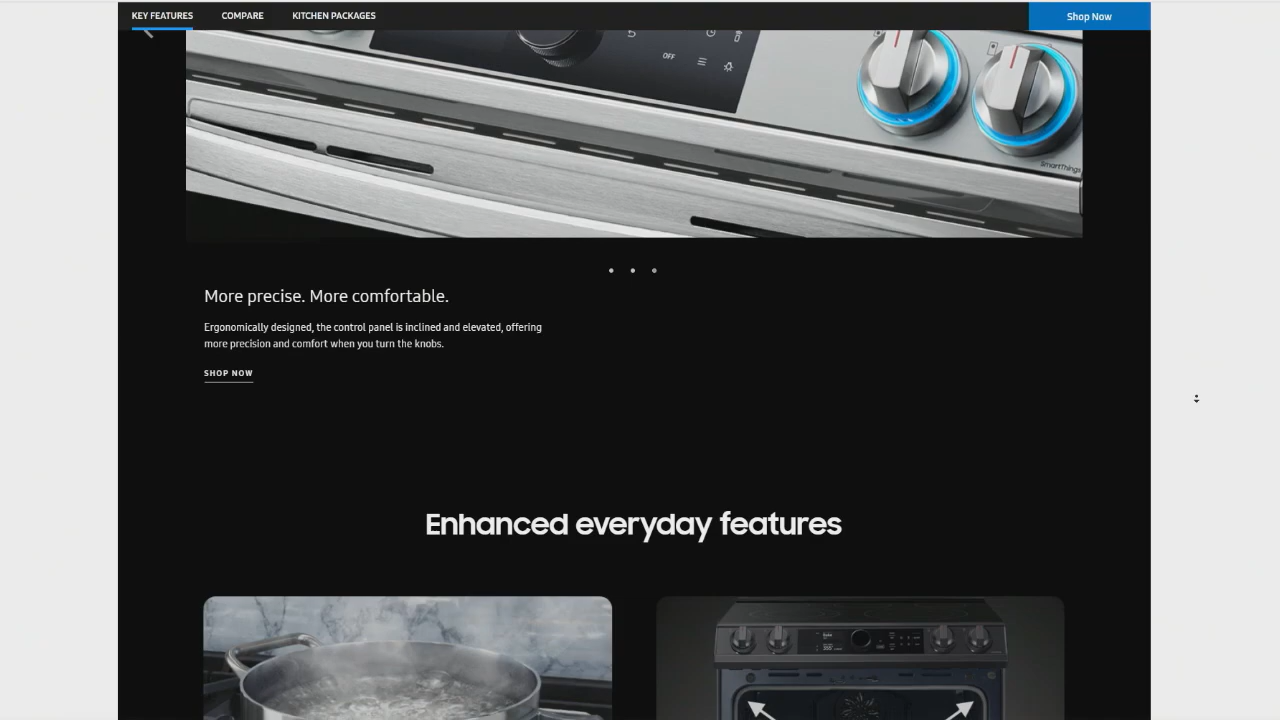 KEY FEATURES COMPARE KITCHEN PACKAGES Shop Now
OFF
SmartThings
More precise. More comfortable.
Ergonomically designed, the control panel is inclined and elevated, offering
more precision and comfort when you turn the knobs.
SHOP NOW
Enhanced everyday features